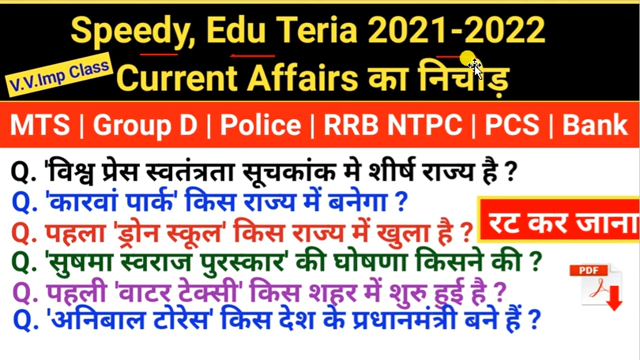 Speedy, Edu Teria 2021-2022
V.V.Imp Class
Current Affairs का निचोड़
MTS | Group D | Police | RRB NTPC | PCS | Bank
Q. 'विश्व प्रेस स्वतंत्रता सूचकांक मे शीर्ष राज्य है ?
Q. 'कारवां पार्क' किस राज्य में बनेगा ?
रट कर जाना
Q. पहला 'ड्रोन स्कूल' किस राज्य में खुला है ?
Q. 'सुषमा स्वराज पुरस्कार' की घोषणा किसने की ?
PDF
Q. पहली 'वाटर टेक्सी' किस शहर में शुरु हुई है ?
Q. 'अनिबाल टोरेस' किस देश के प्रधानमंत्री बने हैं ?